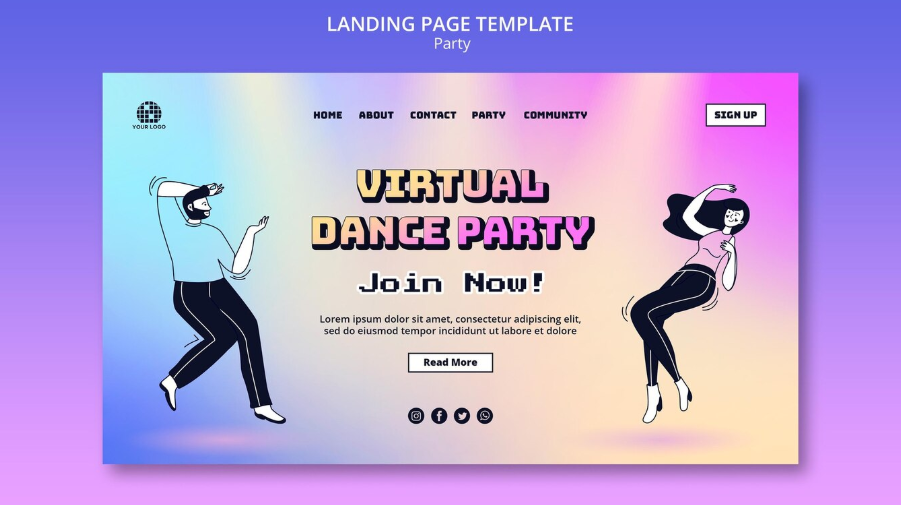 LANDING PAGE TEMPLATE
Party
YOUR LOGO
HOME ABOUT CONTACT PARTY COMMUNITY
SIGN UP
VIRTUAL
DANCE PARTY
Join Now!
Lorem ipsum dolor sit amet, consectetur adipiscing elit,
sed do eiusmod tempor incididunt ut labore et dolore
Read More